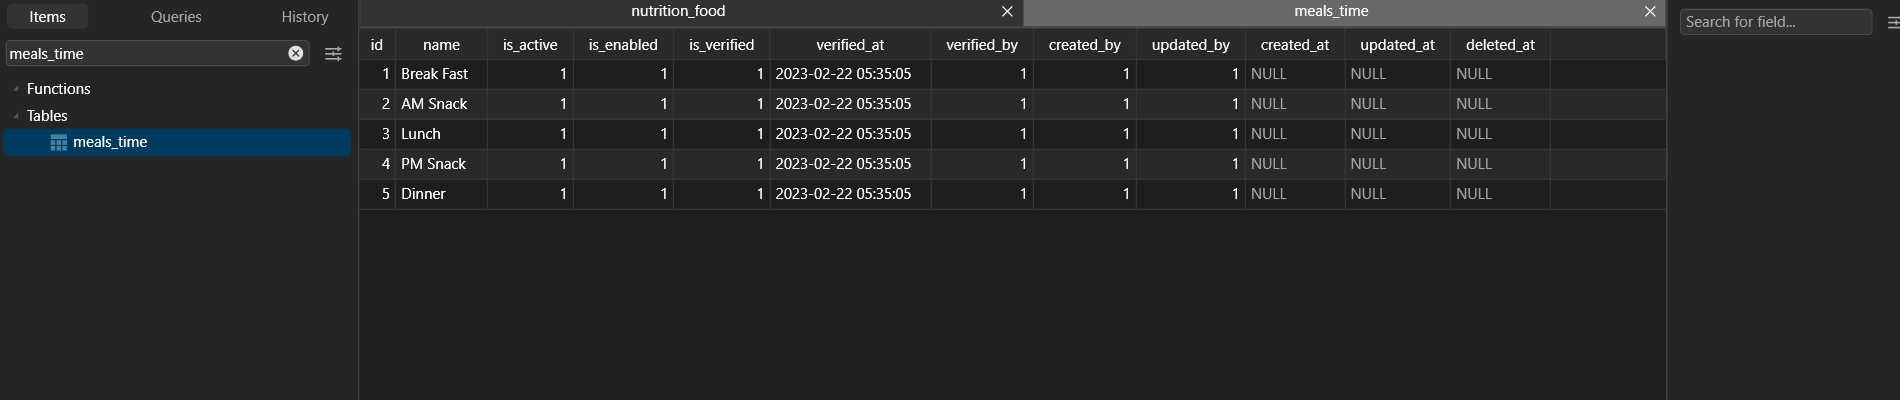 Items Queries History
meals_time
Functions
Tables
meals_time
nutrition_food meals_time
id name is_active is_enabled is_verified verified_at verified_by created_by updated_by created_at updated_at deleted_at
1 Break Fast 1 1 1 2023-02-22 05:35:05 1 1 1 NULL NULL NULL
2 AM Snack 1 1 1 2023-02-22 05:35:05 1 1 1 NULL NULL NULL
3 Lunch 1 1 1 2023-02-22 05:35:05 1 1 1 NULL NULL NULL
4 PM Snack 1 1 1 2023-02-22 05:35:05 1 1 1 NULL NULL NULL
5 Dinner 1 1 1 2023-02-22 05:35:05 1 1 1 NULL NULL NULL
Search for field...